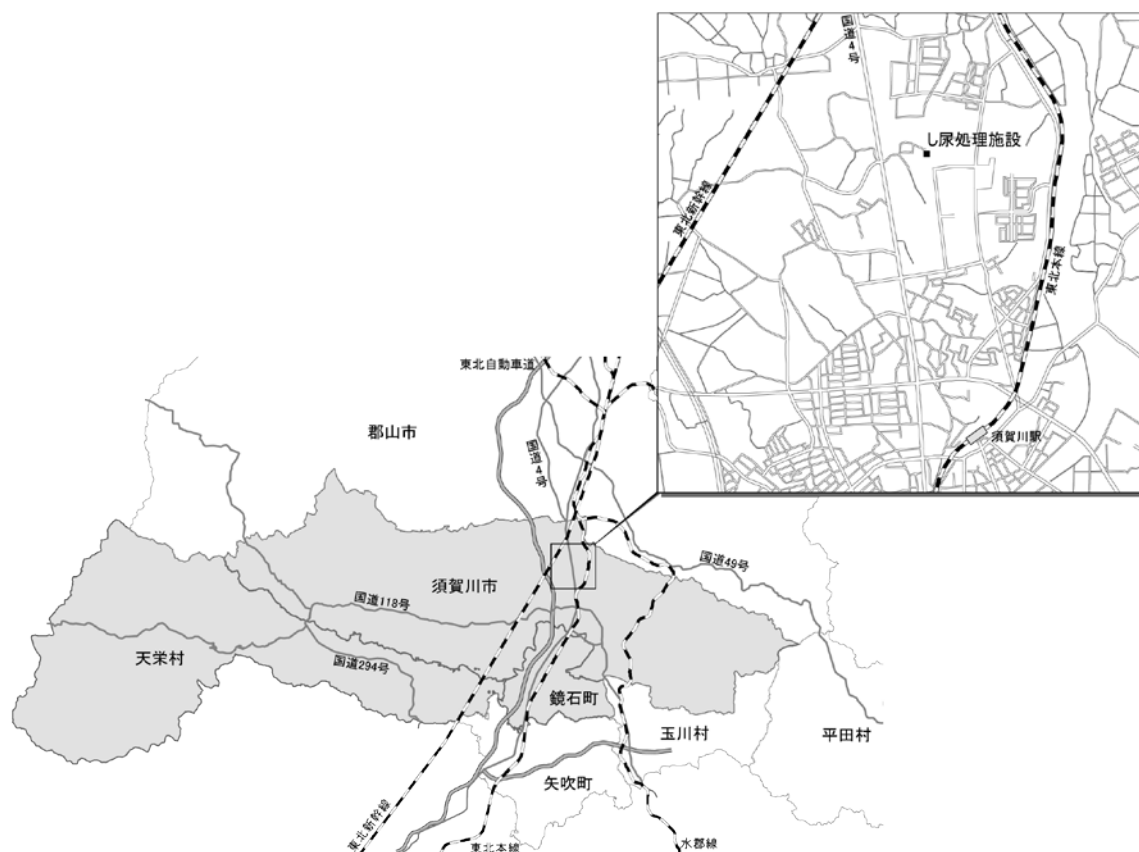 国道4号
し尿処理施設
東北新幹線
東北本線
須賀川駅
東北自動車道
郡山市
国道4号
国道49号
須賀川市
国道118号
天栄村
国道294号
鏡石町
玉川村
平田村
矢吹町
東北新幹線
東北本線
水郡線